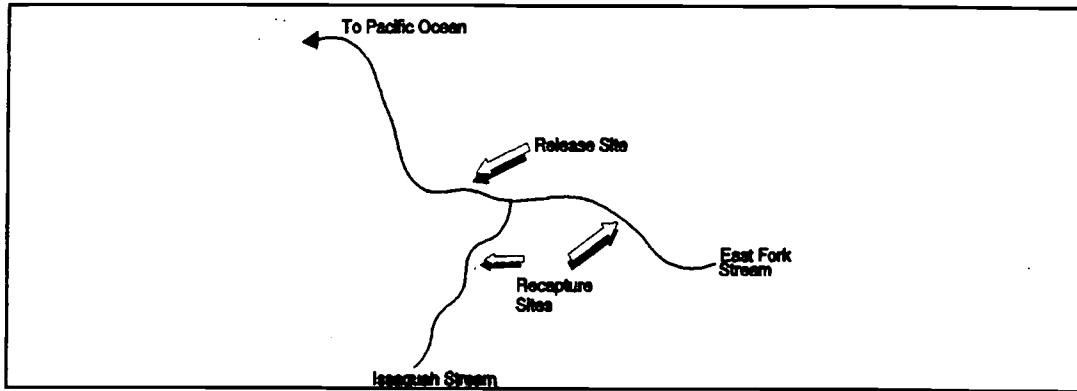 To Pacific Ocean
Release Site
East Fork
Stream
Recapture
Sites
Issaquah Stream